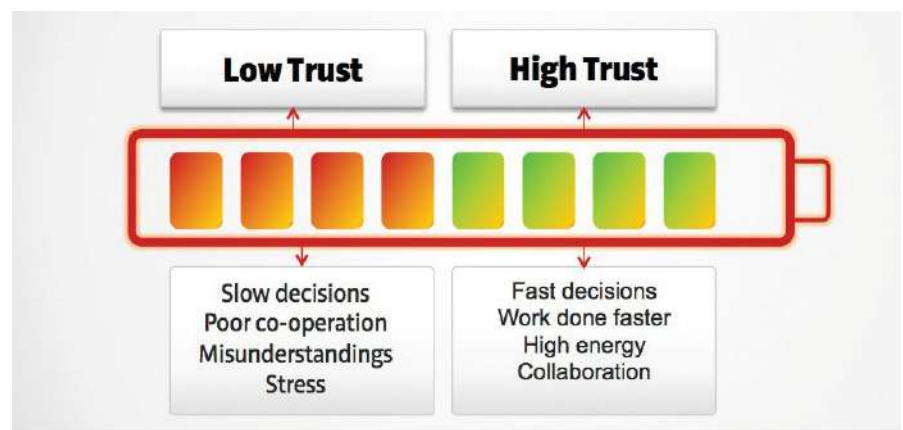 Low Trust
High Trust
Slow decisions
Poor co-operation
Misunderstandings
Stress
Fast decisions
Work done faster
High energy
Collaboration